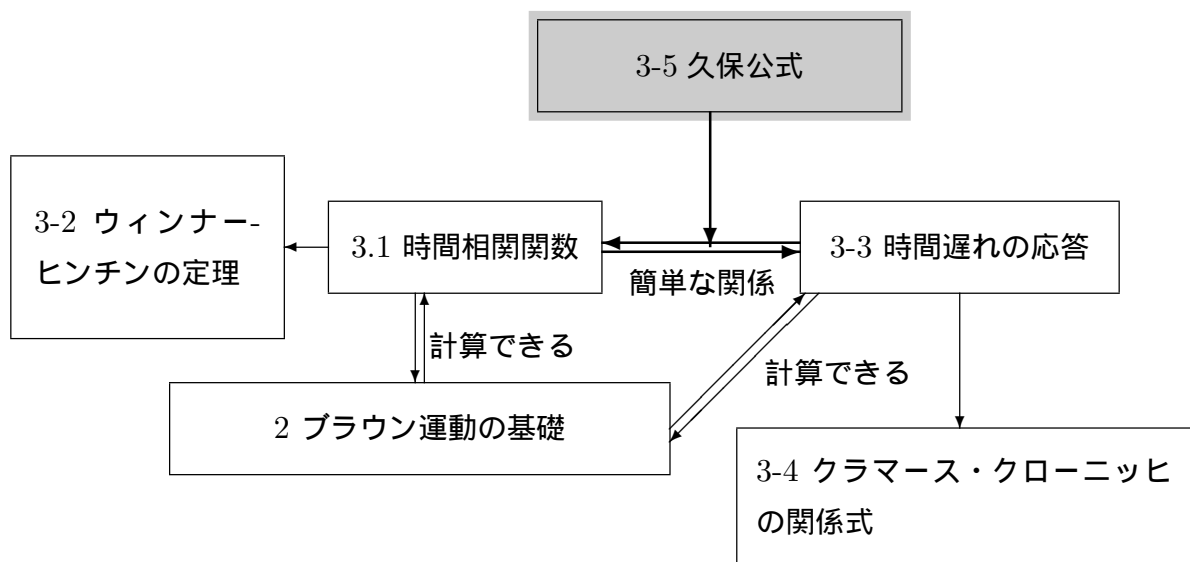 3-5 久保公式
3-2 ウィンナー-
ヒンチンの定理
3.1 時間相関関数
3-3 時間遅れの応答
簡単な関係
計算できる
計算できる
2 ブラウン運動の基礎
3-4 クラマース・クローニッヒ
の関係式